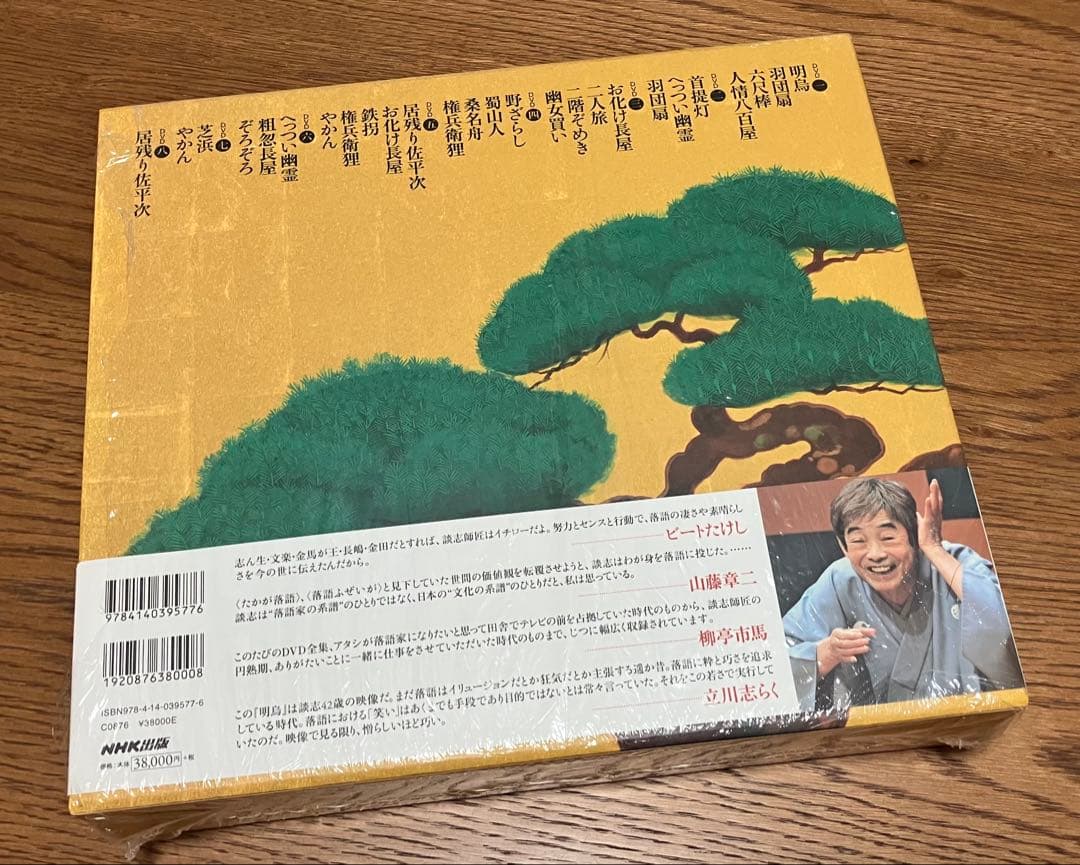 DVD一
明烏
羽団扇
六尺棒
人情八百屋
DVD二
首提灯
へっつい幽霊
羽団扇
DVD三
お化け長屋
二人旅
二階ぞめき
幽女買い
DVD四
野ざらし
蜀山人
桑名舟
権兵衛狸
DVD五
居残り佐平次
お化け長屋
鉄拐
権兵衛狸
やかん
DVD六
へっつい幽霊
粗忽長屋
ぞろぞろ
DVD七
芝浜
やかん
DVD八
居残り佐平次
志ん生・文楽・金馬が王・長嶋・金田だとすれば、談志師匠はイチローだよ。努力とセンスと行動で、落語の凄さや素晴らし
さを今の世に伝えたんだから。
ビートたけし
〈たかが落語〉、〈落語ふぜいが〉と見下していた世間の価値観を転覆させようと、談志はわが身を落語に投じた。……
談志は“落語家の系譜”のひとりではなく、日本の“文化の系譜”のひとりだと、私は思っている。
山藤章二
このたびのDVD全集、アタシが落語家になりたいと思って田舎でテレビの前を占拠していた時代のものから、談志師匠の
円熟期、ありがたいことに一緒に仕事をさせていただいた時代のものまで、じつに幅広く収録されています。
柳亭市馬
この「明烏」は談志42歳の映像だ。まだ落語はイリュージョンだとか狂気だとか主張する遥か昔。落語に粋と巧さを追求
している時代。落語における「笑い」はあくまでも手段であり目的ではないとは常々言っていた。それをこの若さで実行して
いたのだ。映像で見る限り、憎らしいほど巧い。
立川志らく
9784140395776
1920876380008
ISBN978-4-14-039577-6
C0876 ¥38000E
NHK出版
価格:本体 38,000円 +税